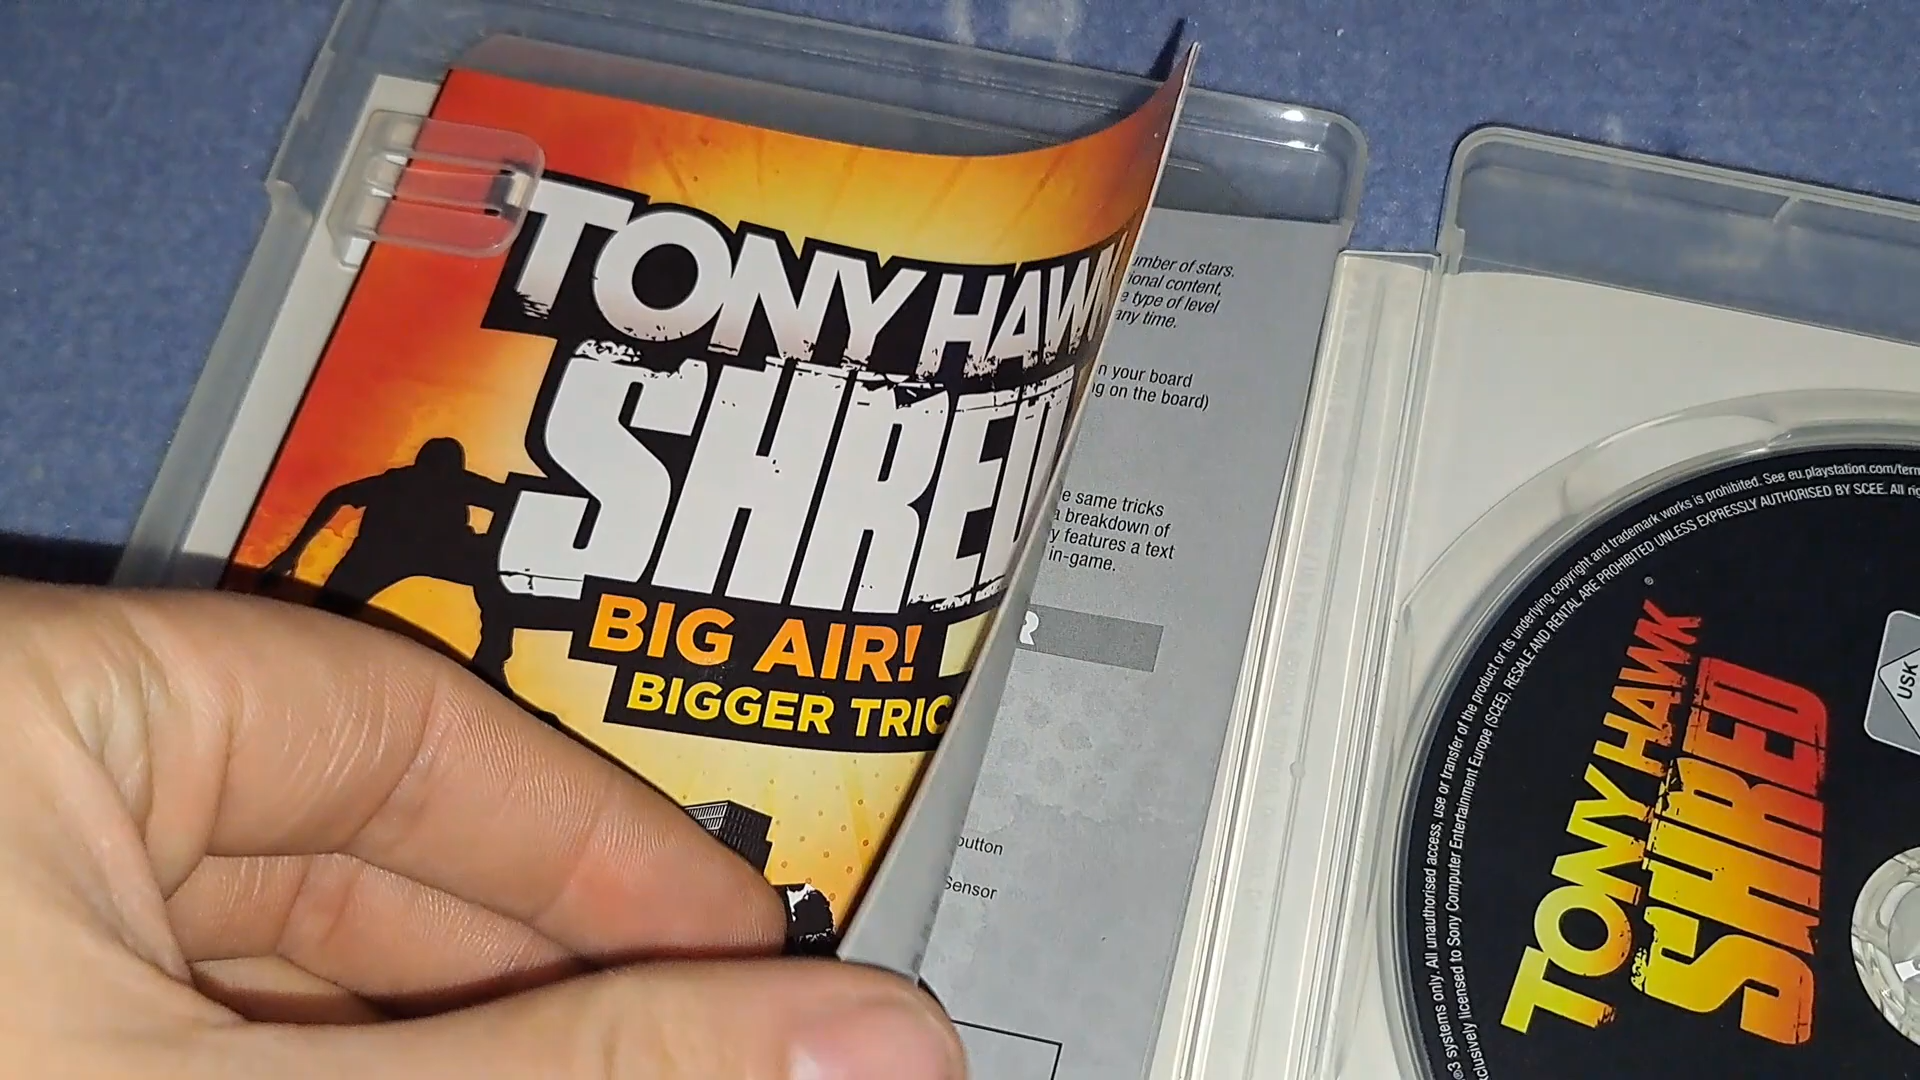 TONY HAWK
SHRED
BIG AIR!
BIGGER TRIC
umber of stars.
ional content,
e type of level
any time.
n your board
g on the board)
e same tricks
a breakdown of
y features a text
in-game.
R
button
Sensor
works is prohibited. See eu.playstation.com/term
3 systems only. All unauthorised access, use or transfer of the product or its underlying copyright and trademark
xclusively licensed to Sony Computer Entertainment Europe (SCEE). RESALE AND RENTAL ARE PROHIBITED UNLESS EXPRESSLY AUTHORISED BY SCEE. All rig
TONY HAWK
SHRED
USK